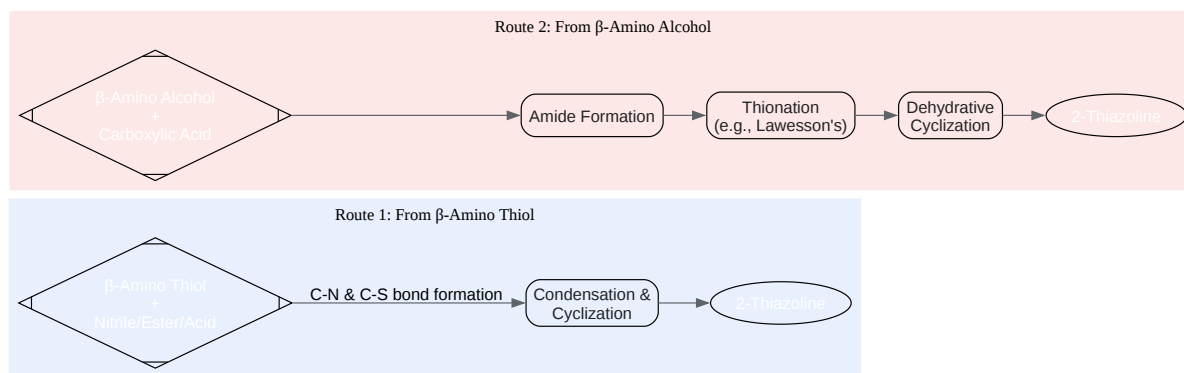 Route 2: From β-Amino Alcohol
β-Amino Alcohol
+
Carboxylic Acid
Amide Formation
Thionation
(e.g., Lawesson's)
Dehydrative
Cyclization
2-Thiazoline
Route 1: From β-Amino Thiol
β-Amino Thiol
+
Nitrile/Ester/Acid
C-N & C-S bond formation
Condensation &
Cyclization
2-Thiazoline